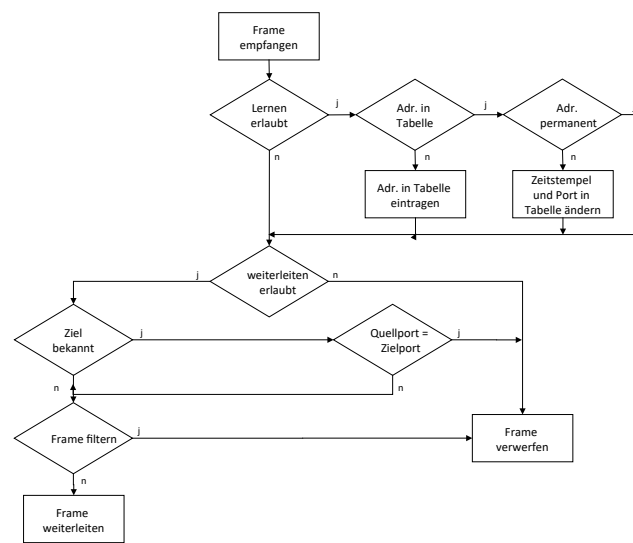 Frame
empfangen
Lernen
erlaubt
j
Adr. in
Tabelle
j
Adr.
permanent
n
n
n
Adr. in Tabelle
eintragen
Zeitstempel
und Port in
Tabelle ändern
j
weiterleiten
erlaubt
n
Ziel
bekannt
j
Quellport =
Zielport
j
n
n
Frame filtern
j
Frame
verwerfen
n
Frame
weiterleiten